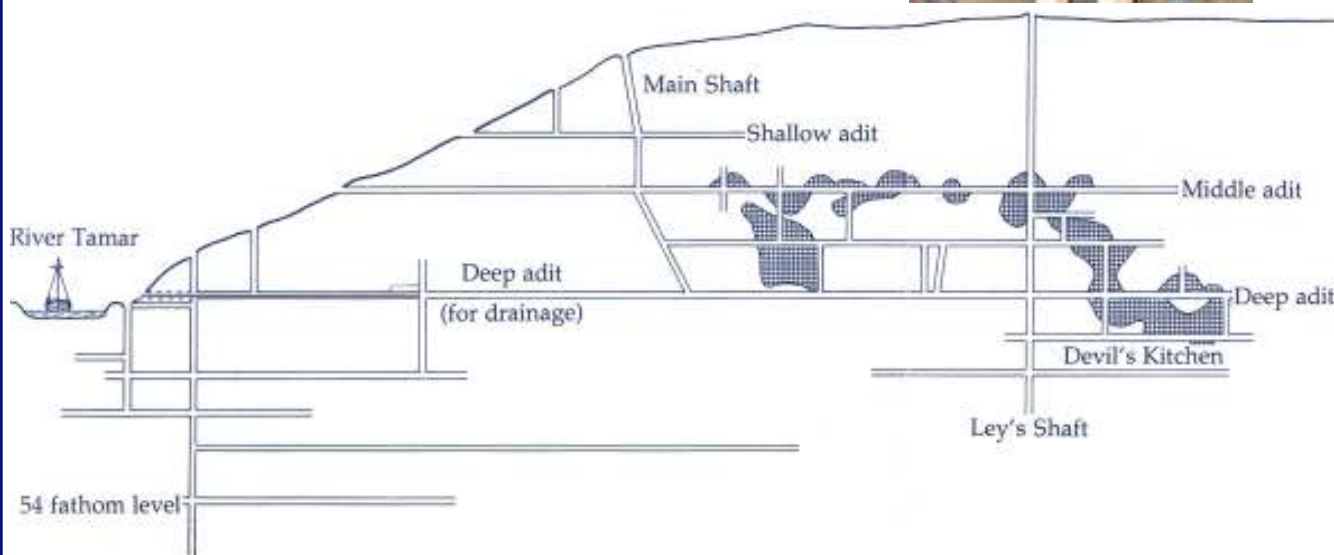 Main Shaft
Shallow adit
Middle adit
River Tamar
Deep adit
(for drainage)
Deep adit
Devil's Kitchen
Ley's Shaft
54 fathom level